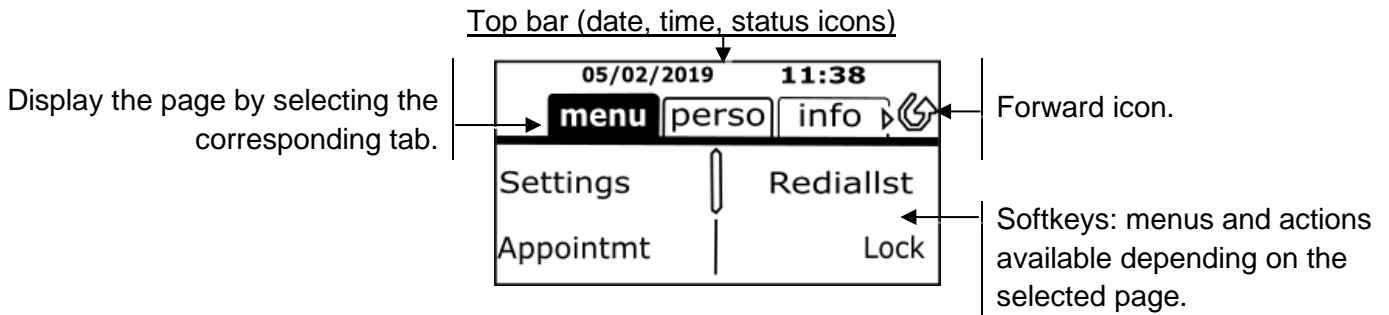 Top bar (date, time, status icons)
05/02/2019 11:38
Display the page by selecting the
corresponding tab.
menu perso info
Forward icon.
Settings Rediallst
Appointmt Lock
Softkeys: menus and actions
available depending on the
selected page.